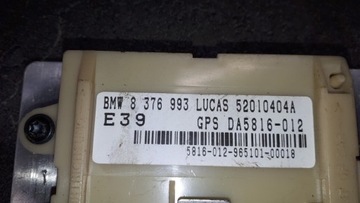 BMW 8 376 993 LUCAS 52010404A
E39 GPS DA5816-012
5816-012-965101-00018